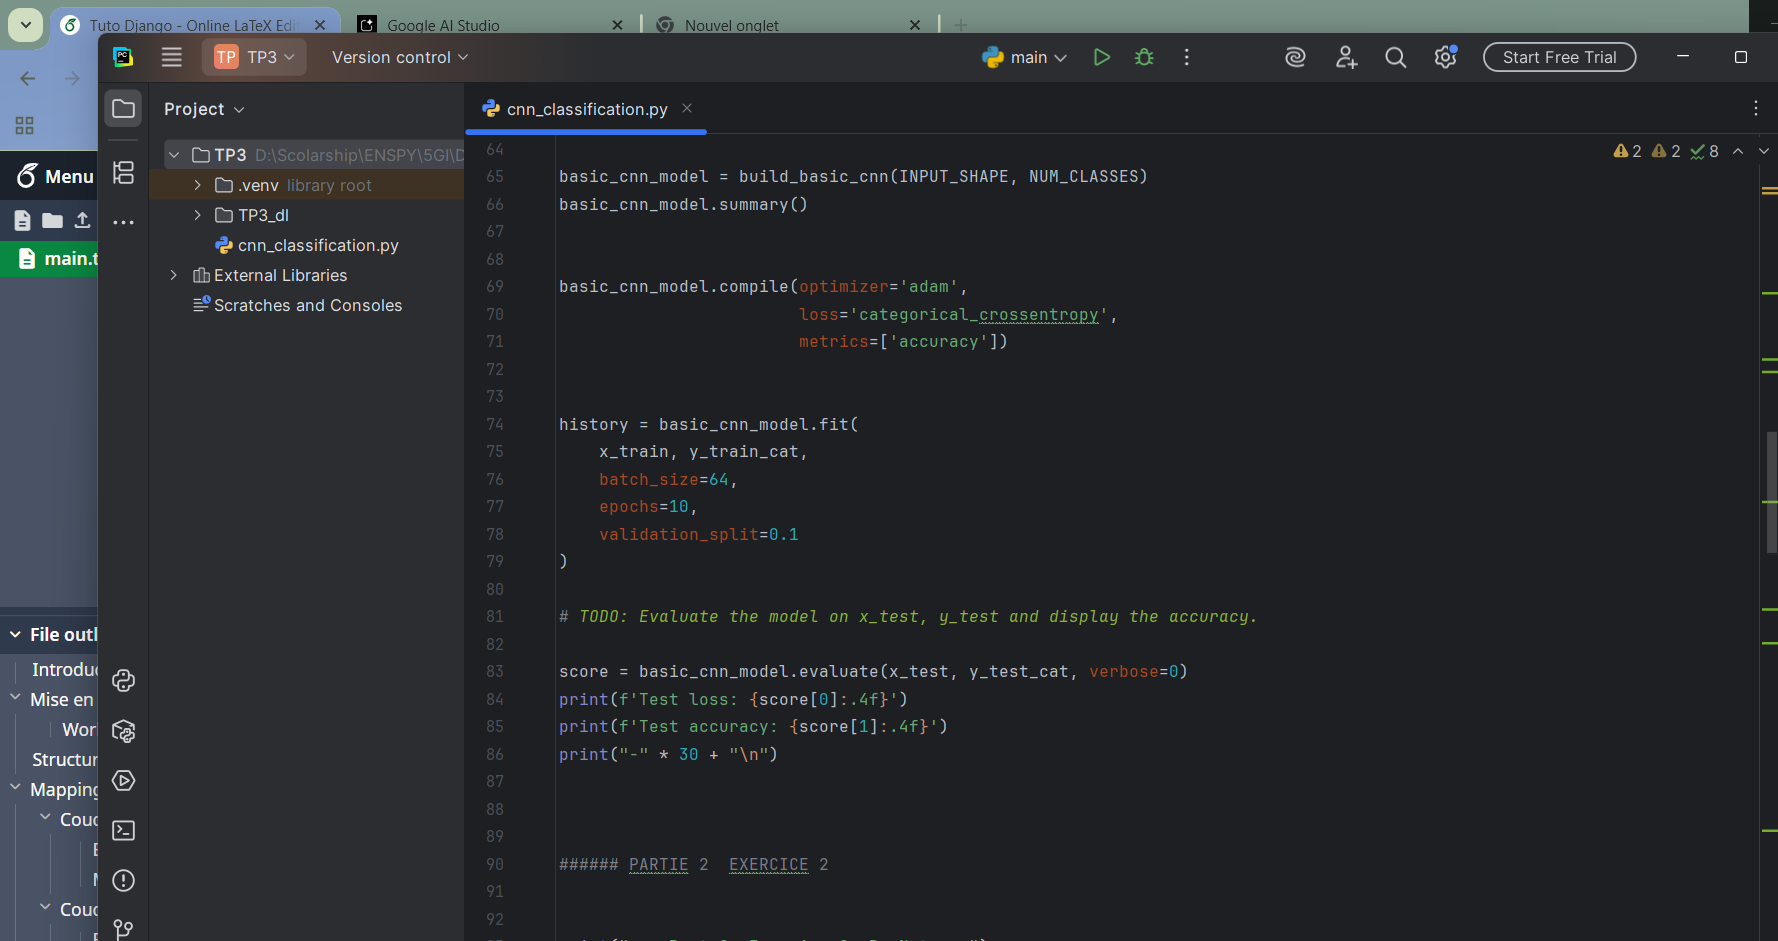 Tuto Django - Online LaTeX Edi
Google AI Studio
Nouvel onglet
TP TP3
Version control
main
Start Free Trial
Project
cnn_classification.py
Menu
main.t
File outl
Introduc
Mise en
Wor
Structur
Mapping
Couc
Couc
TP3 D:\Scolarship\ENSPY\5GI\D
.venv library root
TP3_dl
cnn_classification.py
External Libraries
Scratches and Consoles
2 2 8
64
65 basic_cnn_model = build_basic_cnn(INPUT_SHAPE, NUM_CLASSES)
66 basic_cnn_model.summary()
67
68
69 basic_cnn_model.compile(optimizer='adam',
70 loss='categorical_crossentropy',
71 metrics=['accuracy'])
72
73
74 history = basic_cnn_model.fit(
75 x_train, y_train_cat,
76 batch_size=64,
77 epochs=10,
78 validation_split=0.1
79 )
80
81 # TODO: Evaluate the model on x_test, y_test and display the accuracy.
82
83 score = basic_cnn_model.evaluate(x_test, y_test_cat, verbose=0)
84 print(f'Test loss: {score[0]:.4f}')
85 print(f'Test accuracy: {score[1]:.4f}')
86 print("-" * 30 + "\n")
87
88
89
90 ###### PARTIE 2 EXERCICE 2
91
92